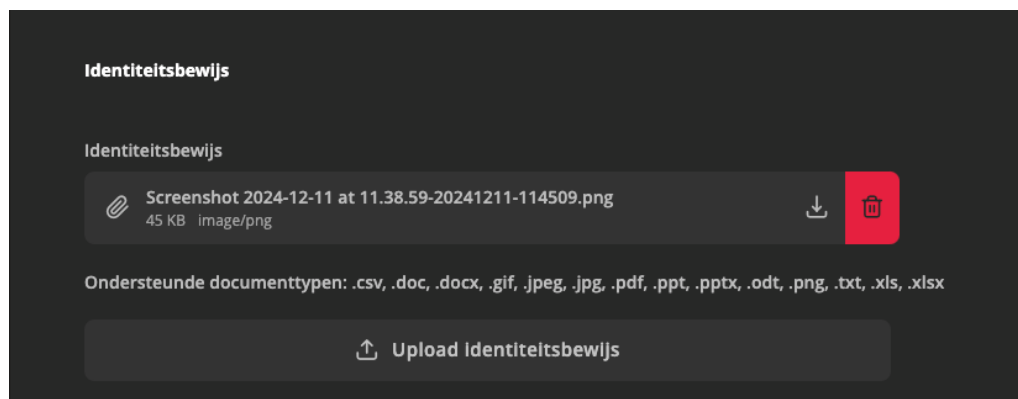 Identiteitsbewijs
Identiteitsbewijs
Screenshot 2024-12-11 at 11.38.59-20241211-114509.png
45 KB image/png
Ondersteunde documenttypen: .csv, .doc, .docx, .gif, .jpeg, .jpg, .pdf, .ppt, .pptx, .odt, .png, .txt, .xls, .xlsx
Upload identiteitsbewijs